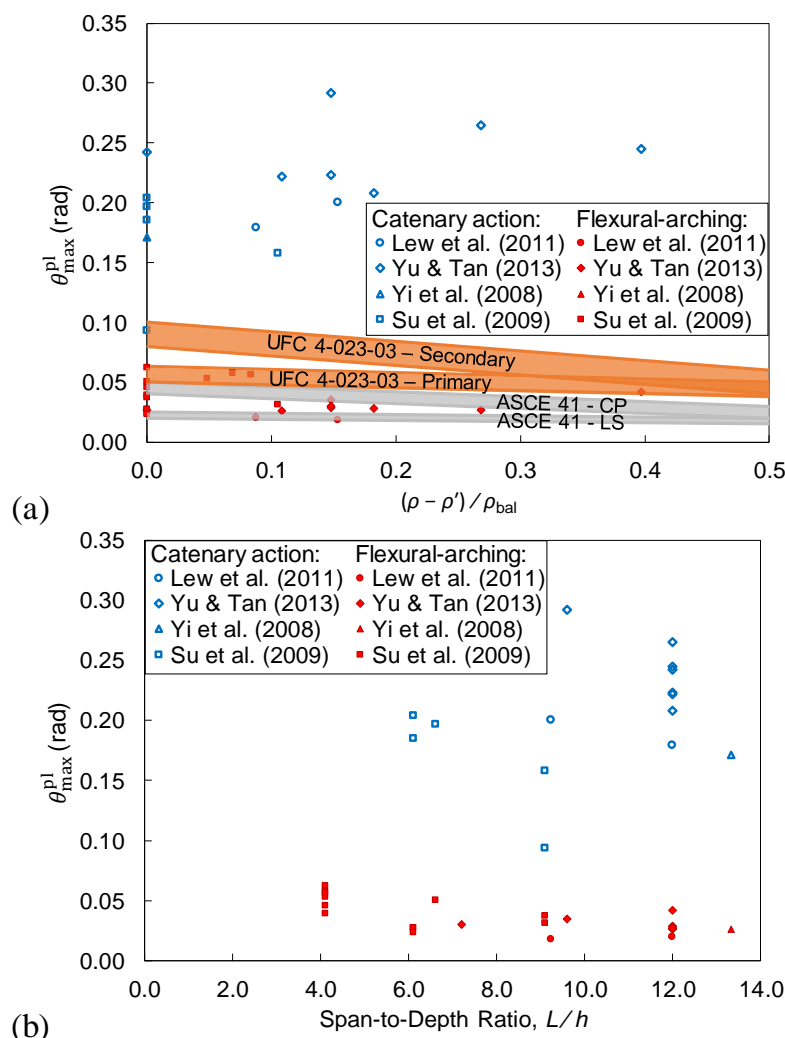 0.35
0.30
0.25
0.20
0.15
0.10
0.05
0.00
θ_max^pl (rad)
Catenary action: Flexural-arching:
Lew et al. (2011) Lew et al. (2011)
Yu & Tan (2013) Yu & Tan (2013)
Yi et al. (2008) Yi et al. (2008)
Su et al. (2009) Su et al. (2009)
UFC 4-023-03 – Secondary
UFC 4-023-03 – Primary
ASCE 41 - CP
ASCE 41 - LS
0.0 0.1 0.2 0.3 0.4 0.5
(ρ − ρ′) / ρ_bal
(a)
0.35
0.30
0.25
0.20
0.15
0.10
0.05
0.00
θ_max^pl (rad)
Catenary action: Flexural-arching:
Lew et al. (2011) Lew et al. (2011)
Yu & Tan (2013) Yu & Tan (2013)
Yi et al. (2008) Yi et al. (2008)
Su et al. (2009) Su et al. (2009)
0.0 2.0 4.0 6.0 8.0 10.0 12.0 14.0
Span-to-Depth Ratio, L/h
(b)